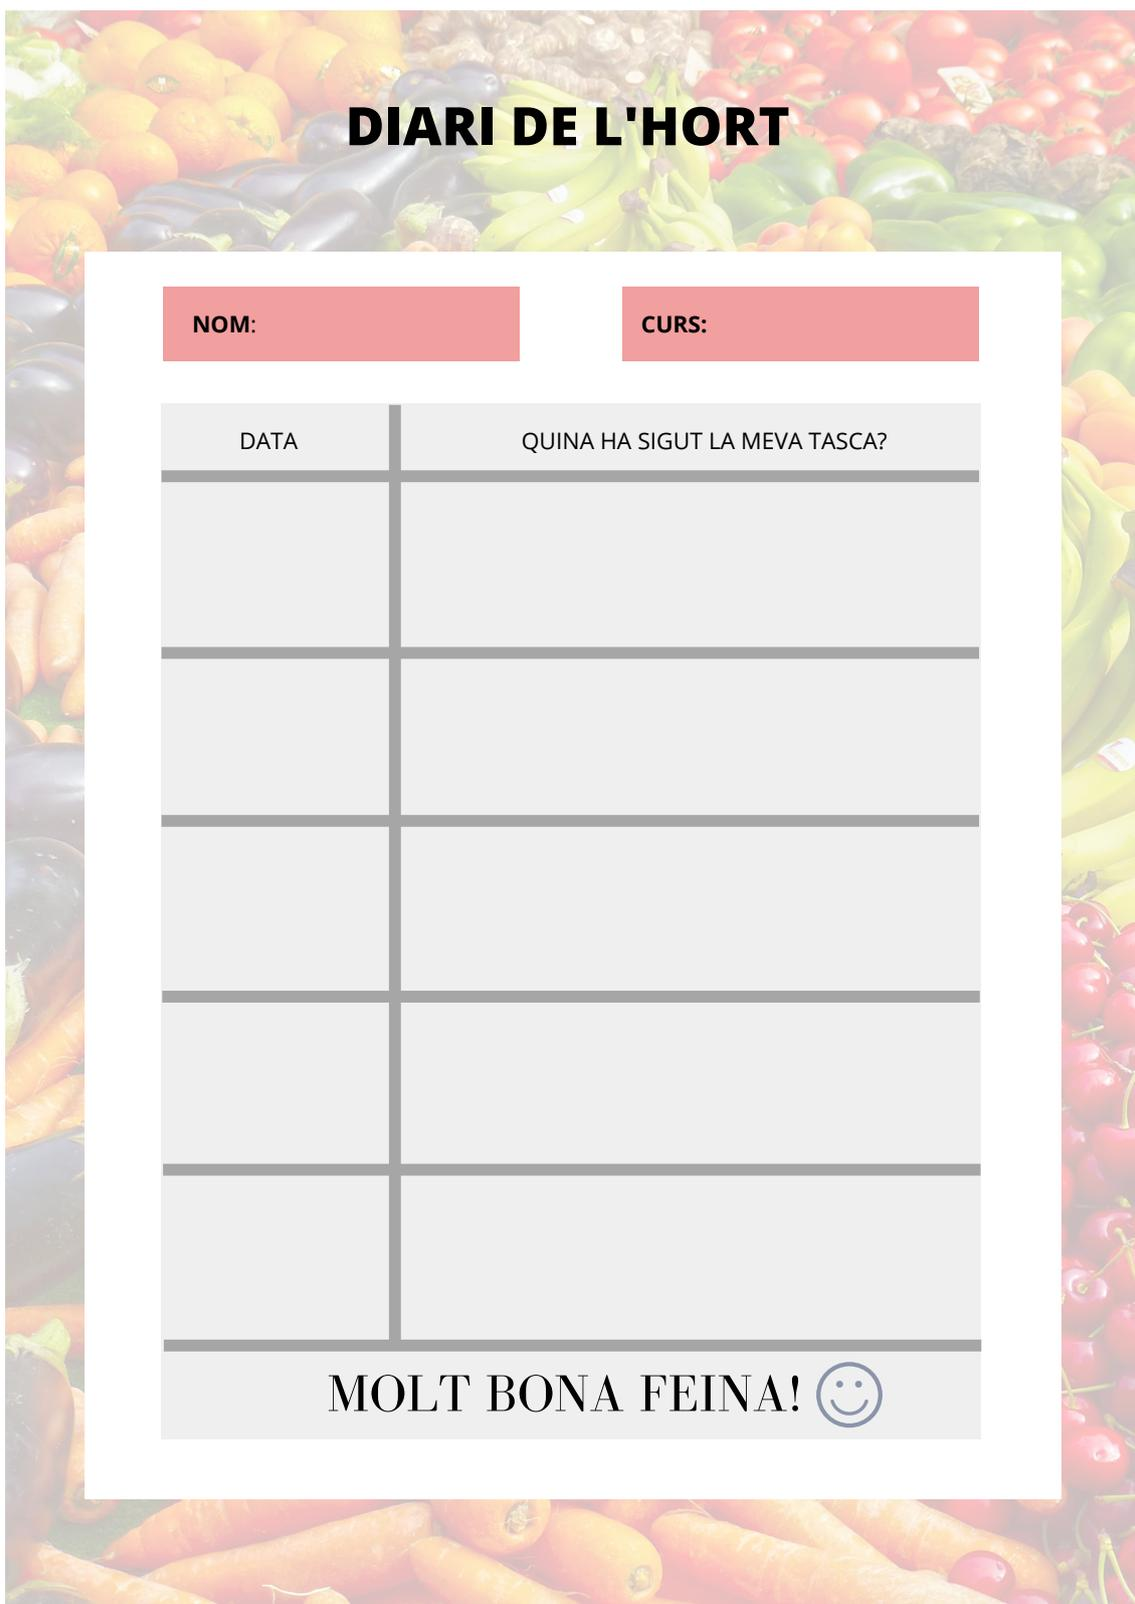 DIARI DE L'HORT
NOM:
CURS:
DATA
QUINA HA SIGUT LA MEVA TASCA?
MOLT BONA FEINA!